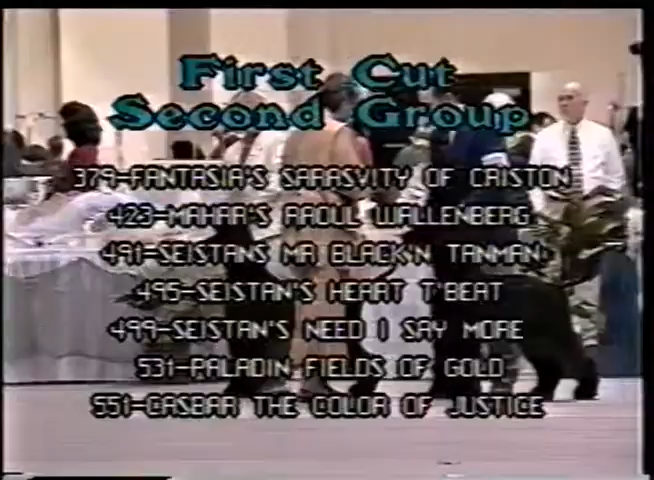 First Cut
Second Group
379-FANTASIA'S SARASVITY OF CRISTON
423-MAHAR'S RAOUL WALLENBERG
491-SEISTANS MR BLACK'N TANMAN
495-SEISTAN'S HEART T'BEAT
499-SEISTAN'S NEED I SAY MORE
531-PALADIN FIELDS OF GOLD
551-CASBAR THE COLOR OF JUSTICE